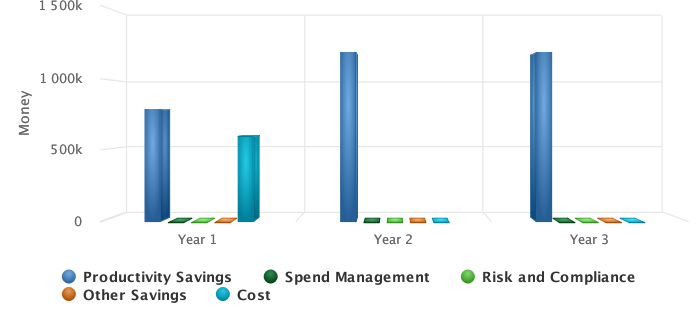 1 500k
1 000k
500k
0
Money
Year 1 Year 2 Year 3
Productivity Savings Spend Management Risk and Compliance
Other Savings Cost